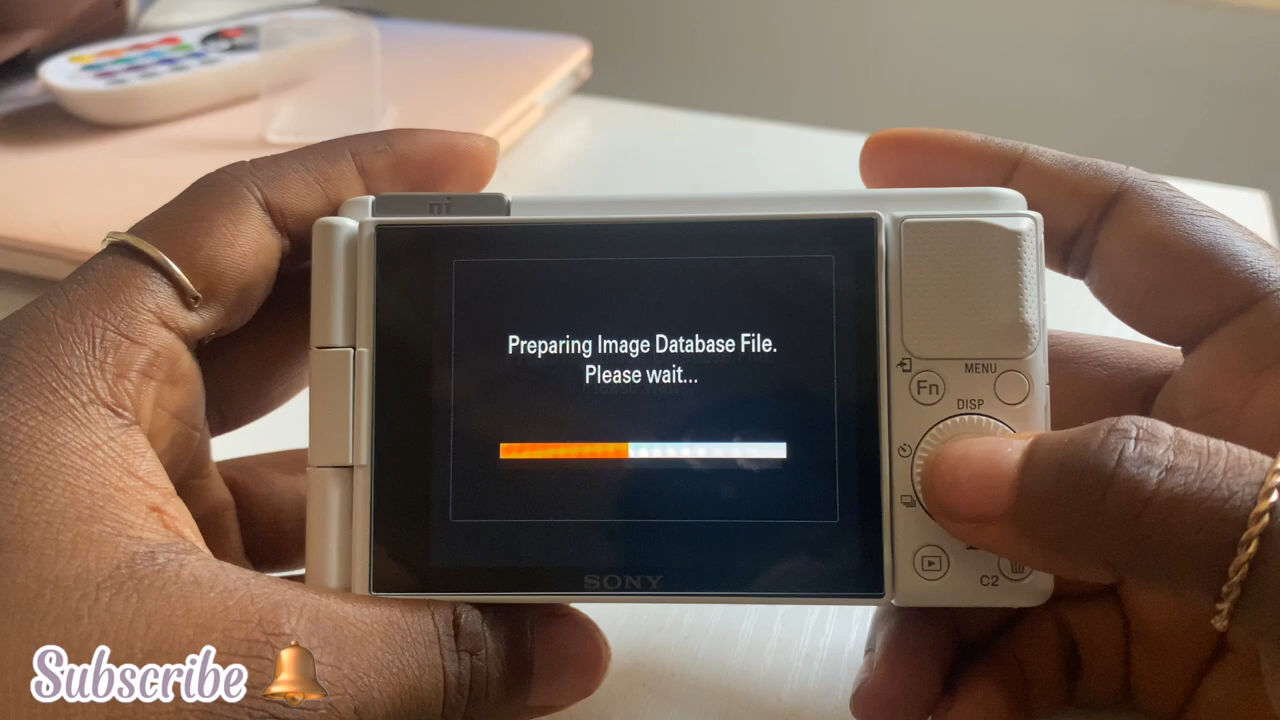 Preparing Image Database File.
Please wait...
MENU
Fn
DISP
SONY
C2
Subscribe